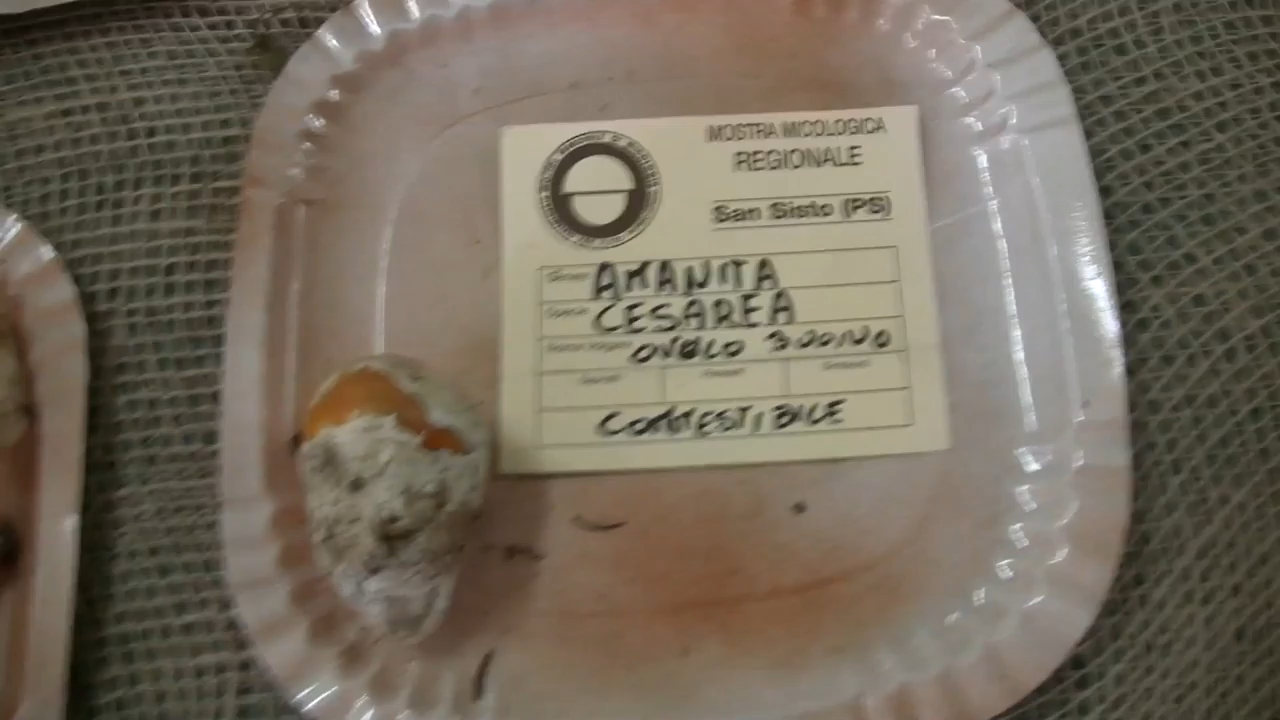 MOSTRA MICOLOGICA
REGIONALE
San Sisto (PS)
AMANITA
CESAREA
OVOLO BUONO
COMMESTIBILE